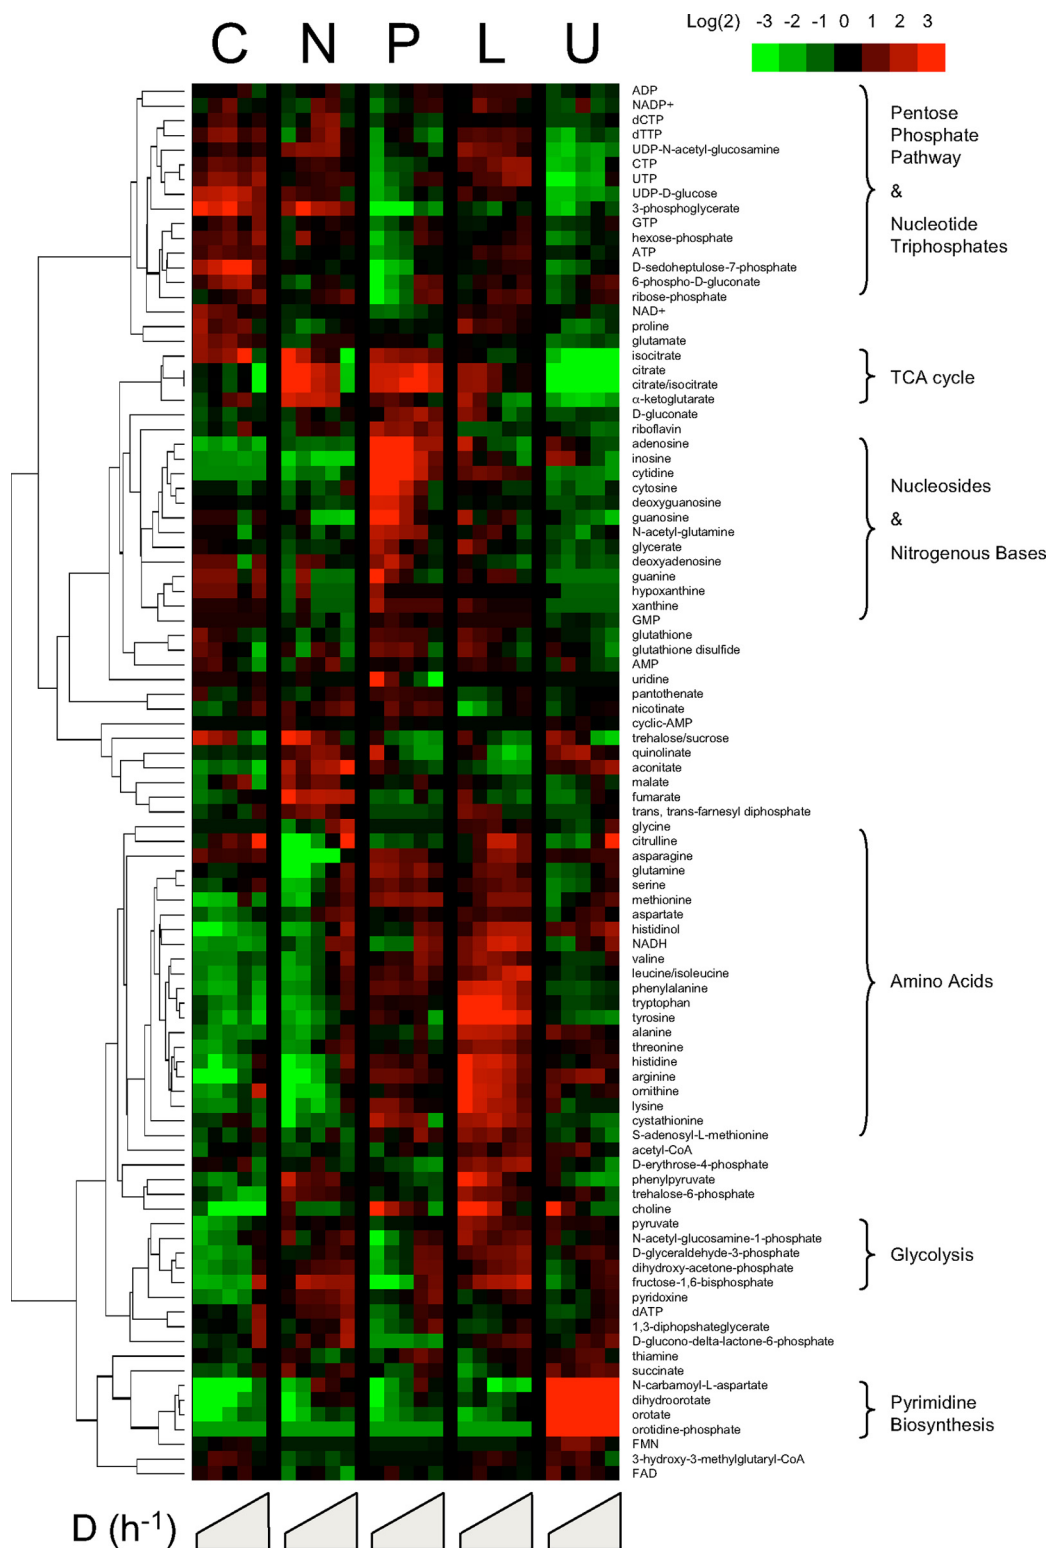 Log(2) -3 -2 -1 0 1 2 3
C N P L U
ADP
NADP+
dCTP
dTTP
UDP-N-acetyl-glucosamine
CTP
UTP
UDP-D-glucose
3-phosphoglycerate
GTP
hexose-phosphate
ATP
D-sedoheptulose-7-phosphate
6-phospho-D-gluconate
ribose-phosphate
NAD+
proline
glutamate
isocitrate
citrate
citrate/isocitrate
α-ketoglutarate
D-gluconate
riboflavin
adenosine
inosine
cytidine
cytosine
deoxyguanosine
guanosine
N-acetyl-glutamine
glycerate
deoxyadenosine
guanine
hypoxanthine
xanthine
GMP
glutathione
glutathione disulfide
AMP
uridine
pantothenate
nicotinate
cyclic-AMP
trehalose/sucrose
quinolinate
aconitate
malate
fumarate
trans, trans-farnesyl diphosphate
glycine
citrulline
asparagine
glutamine
serine
methionine
aspartate
histidinol
NADH
valine
leucine/isoleucine
phenylalanine
tryptophan
tyrosine
alanine
threonine
histidine
arginine
ornithine
lysine
cystathionine
S-adenosyl-L-methionine
acetyl-CoA
D-erythrose-4-phosphate
phenylpyruvate
trehalose-6-phosphate
choline
pyruvate
N-acetyl-glucosamine-1-phosphate
D-glyceraldehyde-3-phosphate
dihydroxy-acetone-phosphate
fructose-1,6-bisphosphate
pyridoxine
dATP
1,3-diphopshateglycerate
D-glucono-delta-lactone-6-phosphate
thiamine
succinate
N-carbamoyl-L-aspartate
dihydroorotate
orotate
orotidine-phosphate
FMN
3-hydroxy-3-methylglutaryl-CoA
FAD
Pentose
Phosphate
Pathway
&
Nucleotide
Triphosphates
TCA cycle
Nucleosides
&
Nitrogenous Bases
Amino Acids
Glycolysis
Pyrimidine
Biosynthesis
D (h-1)